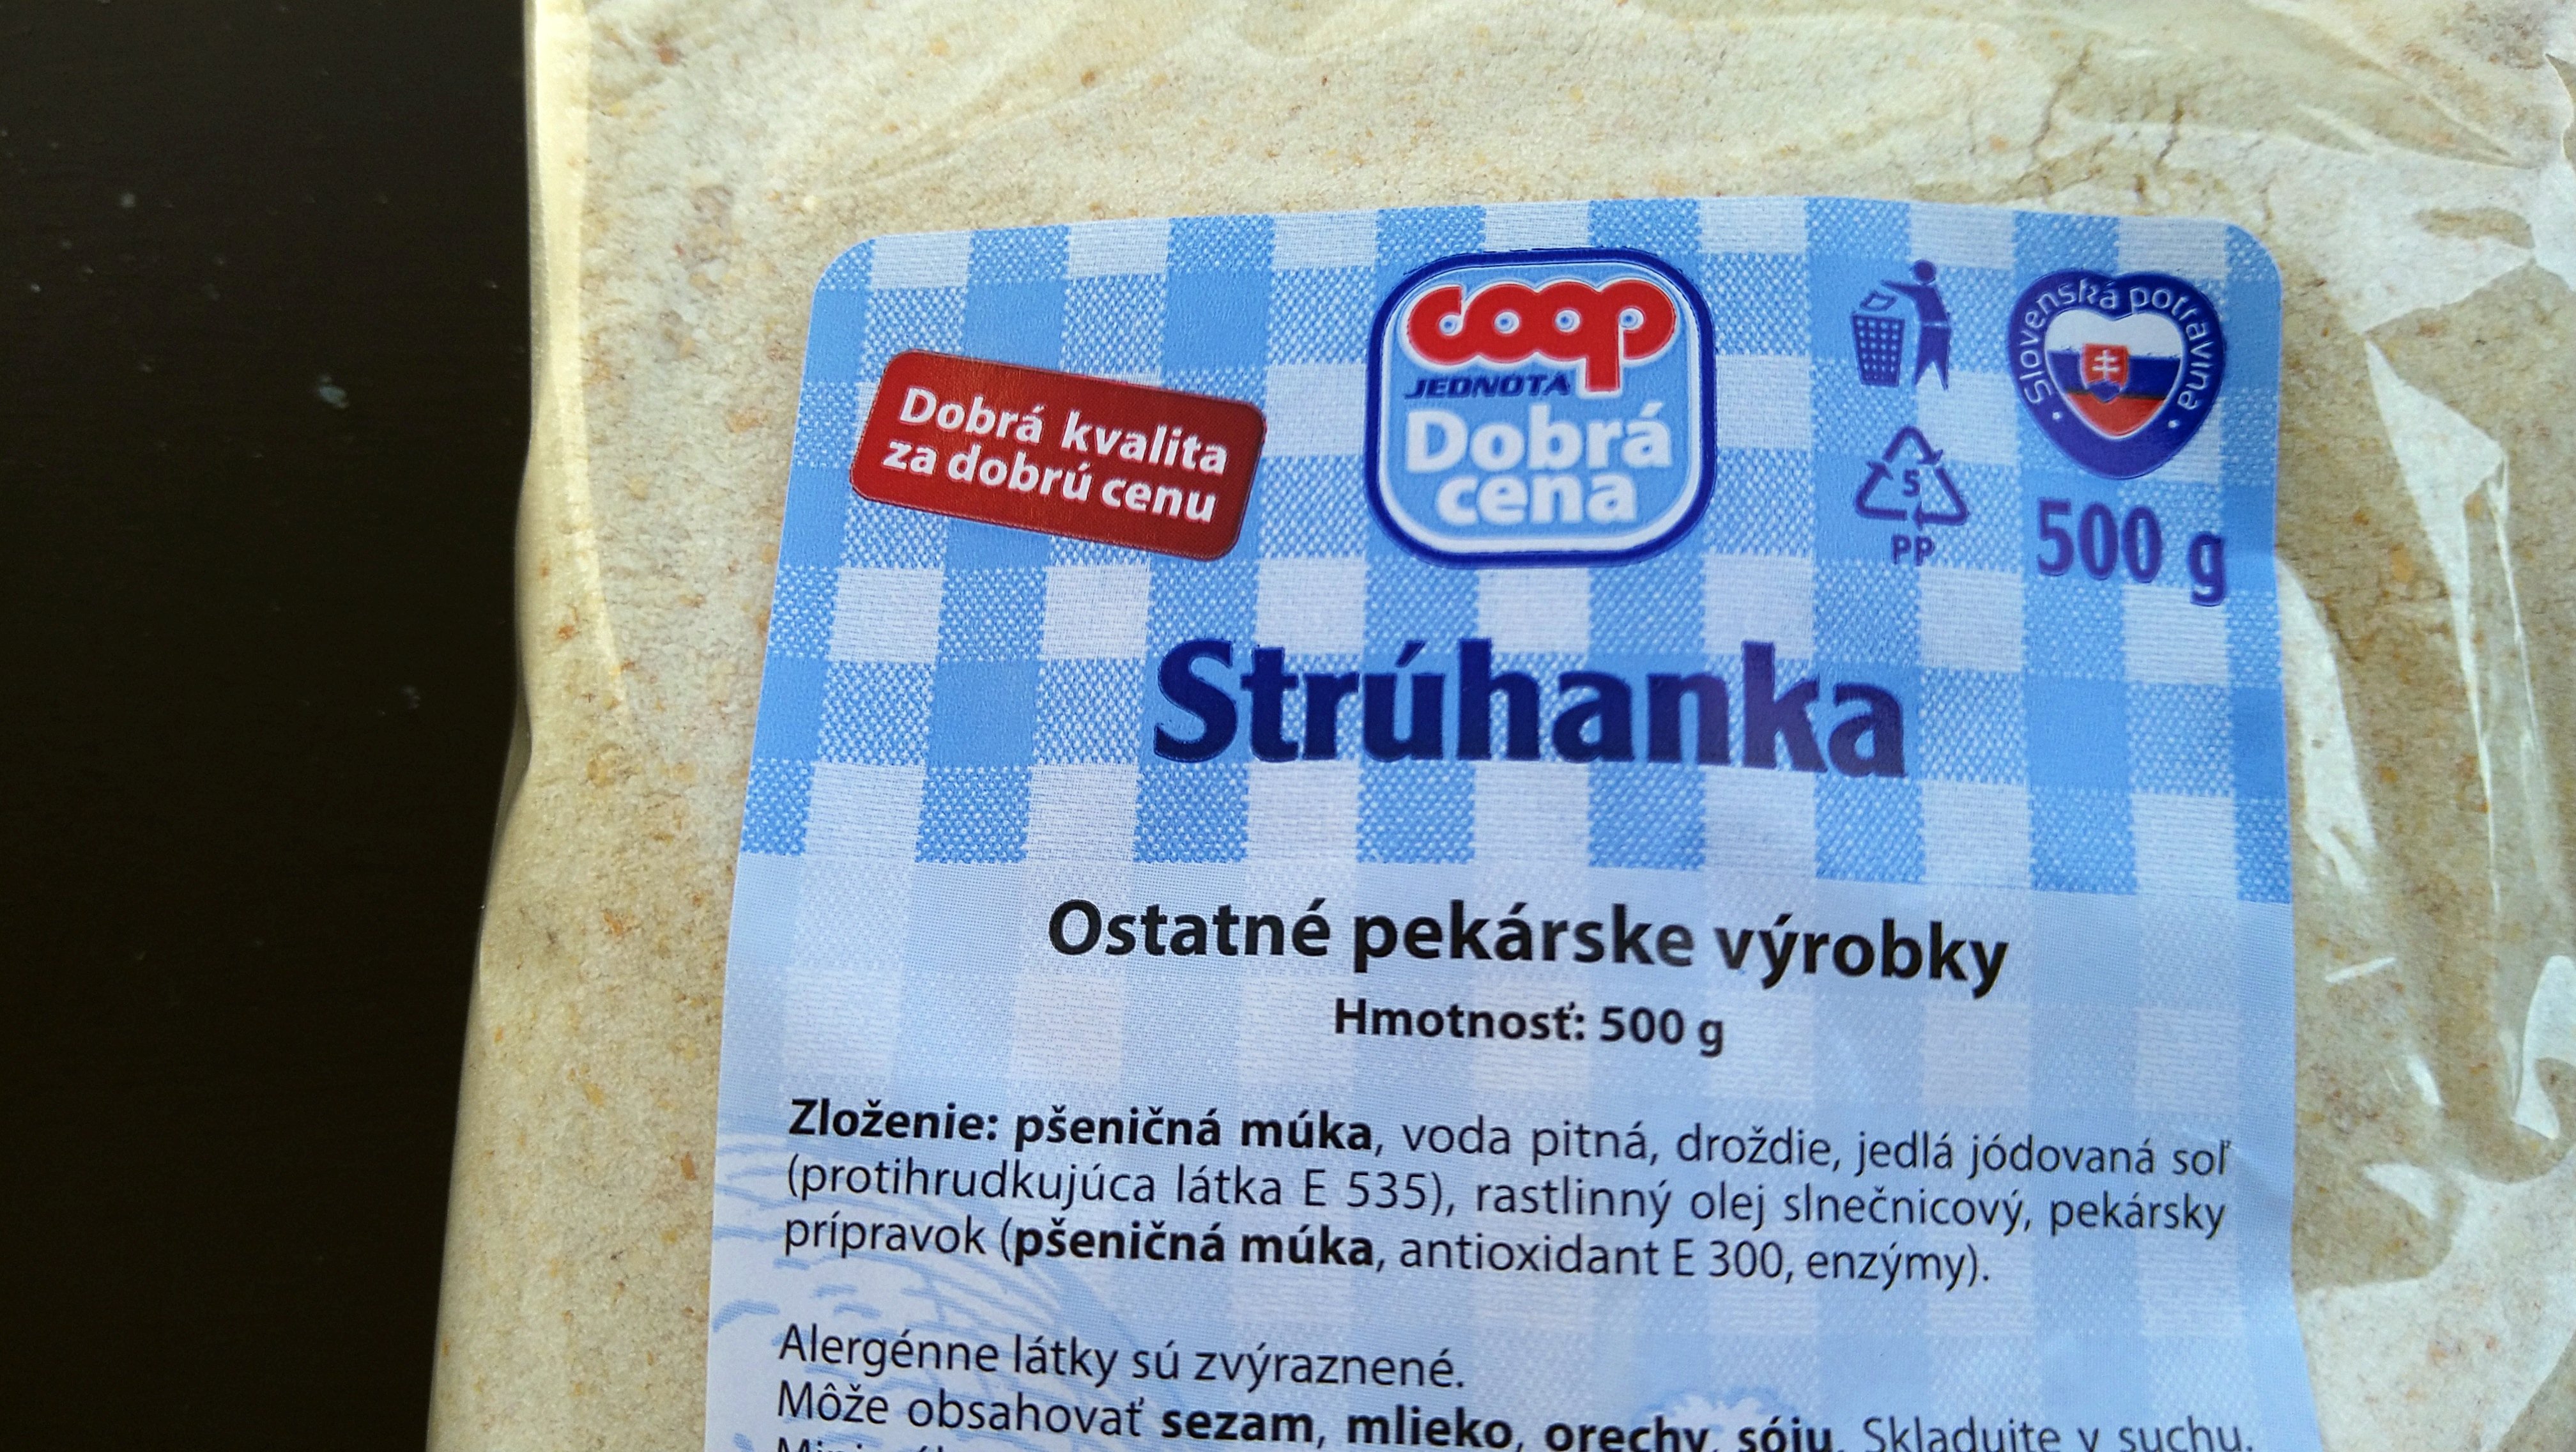 Dobrá kvalita
za dobrú cenu
coop
JEDNOTA
Dobrá
cena
Slovenská potravina
5
PP
500 g
Strúhanka
Ostatné pekárske výrobky
Hmotnosť: 500 g
Zloženie: pšeničná múka, voda pitná, droždie, jedlá jódovaná soľ
(protihrudkujúca látka E 535), rastlinný olej slnečnicový, pekársky
prípravok (pšeničná múka, antioxidant E 300, enzýmy).
Alergénne látky sú zvýraznené.
Môže obsahovať sezam, mlieko, orechy, sóju. Skladujte v suchu.